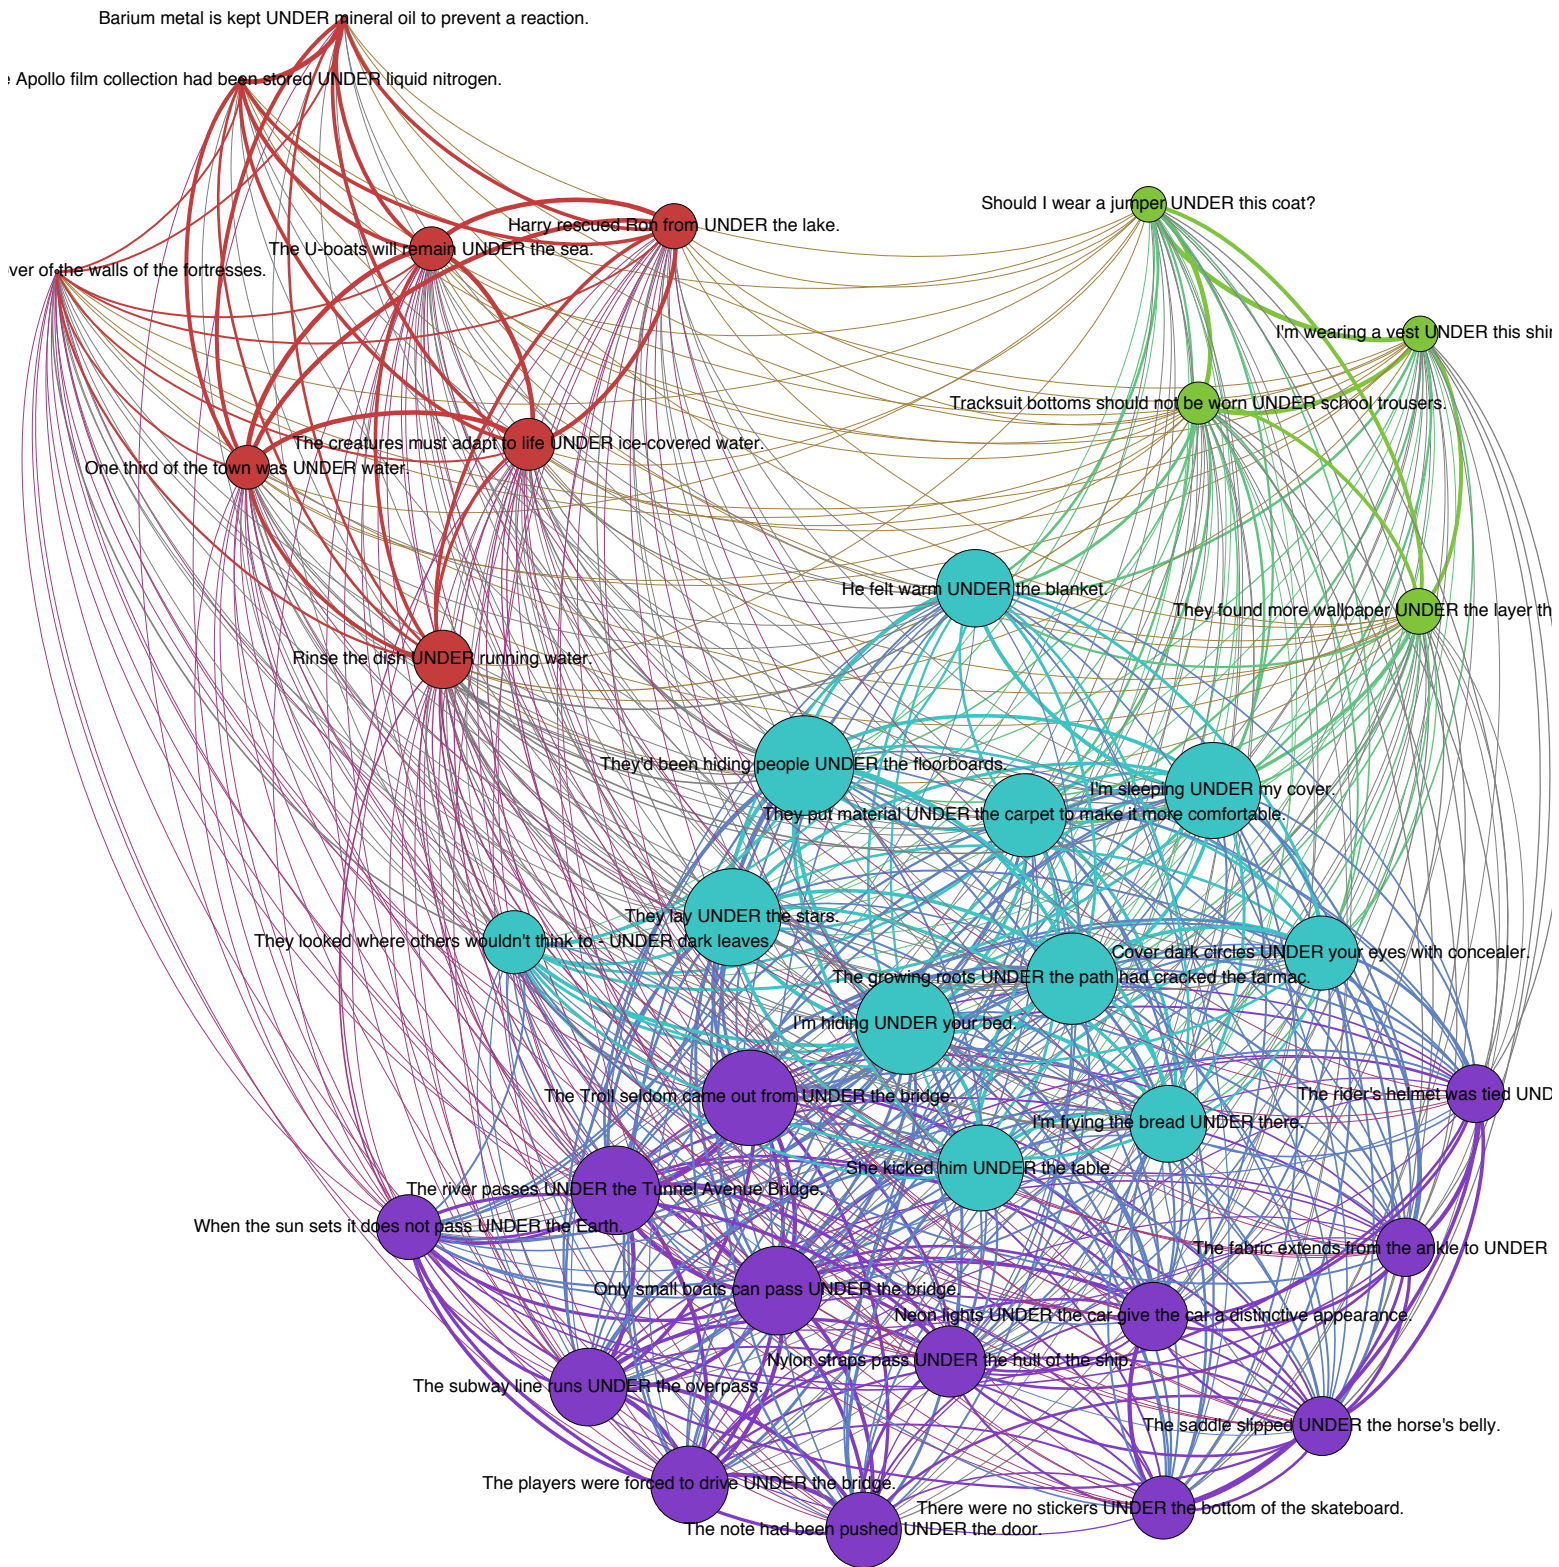 Barium metal is kept UNDER mineral oil to prevent a reaction.
Apollo film collection had been stored UNDER liquid nitrogen.
Should I wear a jumper UNDER this coat?
Harry rescued Ron from UNDER the lake.
The U-boats will remain UNDER the sea.
of the walls of the fortresses.
I'm wearing a vest UNDER this
Tracksuit bottoms should not be worn UNDER school trousers.
The creatures must adapt to life UNDER ice-covered water.
One third of the town was UNDER water.
He felt warm UNDER the blanket.
They found more wallpaper UNDER the layer
Rinse the dish UNDER running water.
They'd been hiding people UNDER the floorboards.
I'm sleeping UNDER my cover.
They put material UNDER the carpet to make it more comfortable.
They lay UNDER the stars.
They looked where others wouldn't think to - UNDER dark leaves.
Cover dark circles UNDER your eyes with concealer.
The growing roots UNDER the path had cracked the tarmac.
I'm hiding UNDER your bed.
The Troll seldom came out from UNDER the bridge.
The rider's helmet was tied
I'm frying the bread UNDER there.
She kicked him UNDER the table.
The river passes UNDER the Tunnel Avenue Bridge.
When the sun sets it does not pass UNDER the Earth.
The fabric extends from the ankle to UNDER
Only small boats can pass UNDER the bridge.
Neon lights UNDER the car give the car a distinctive appearance.
Nylon straps pass UNDER the hull of the ship.
The subway line runs UNDER the overpass.
The saddle slipped UNDER the horse's belly.
The players were forced to drive UNDER the bridge.
There were no stickers UNDER the bottom of the skateboard.
The note had been pushed UNDER the door.